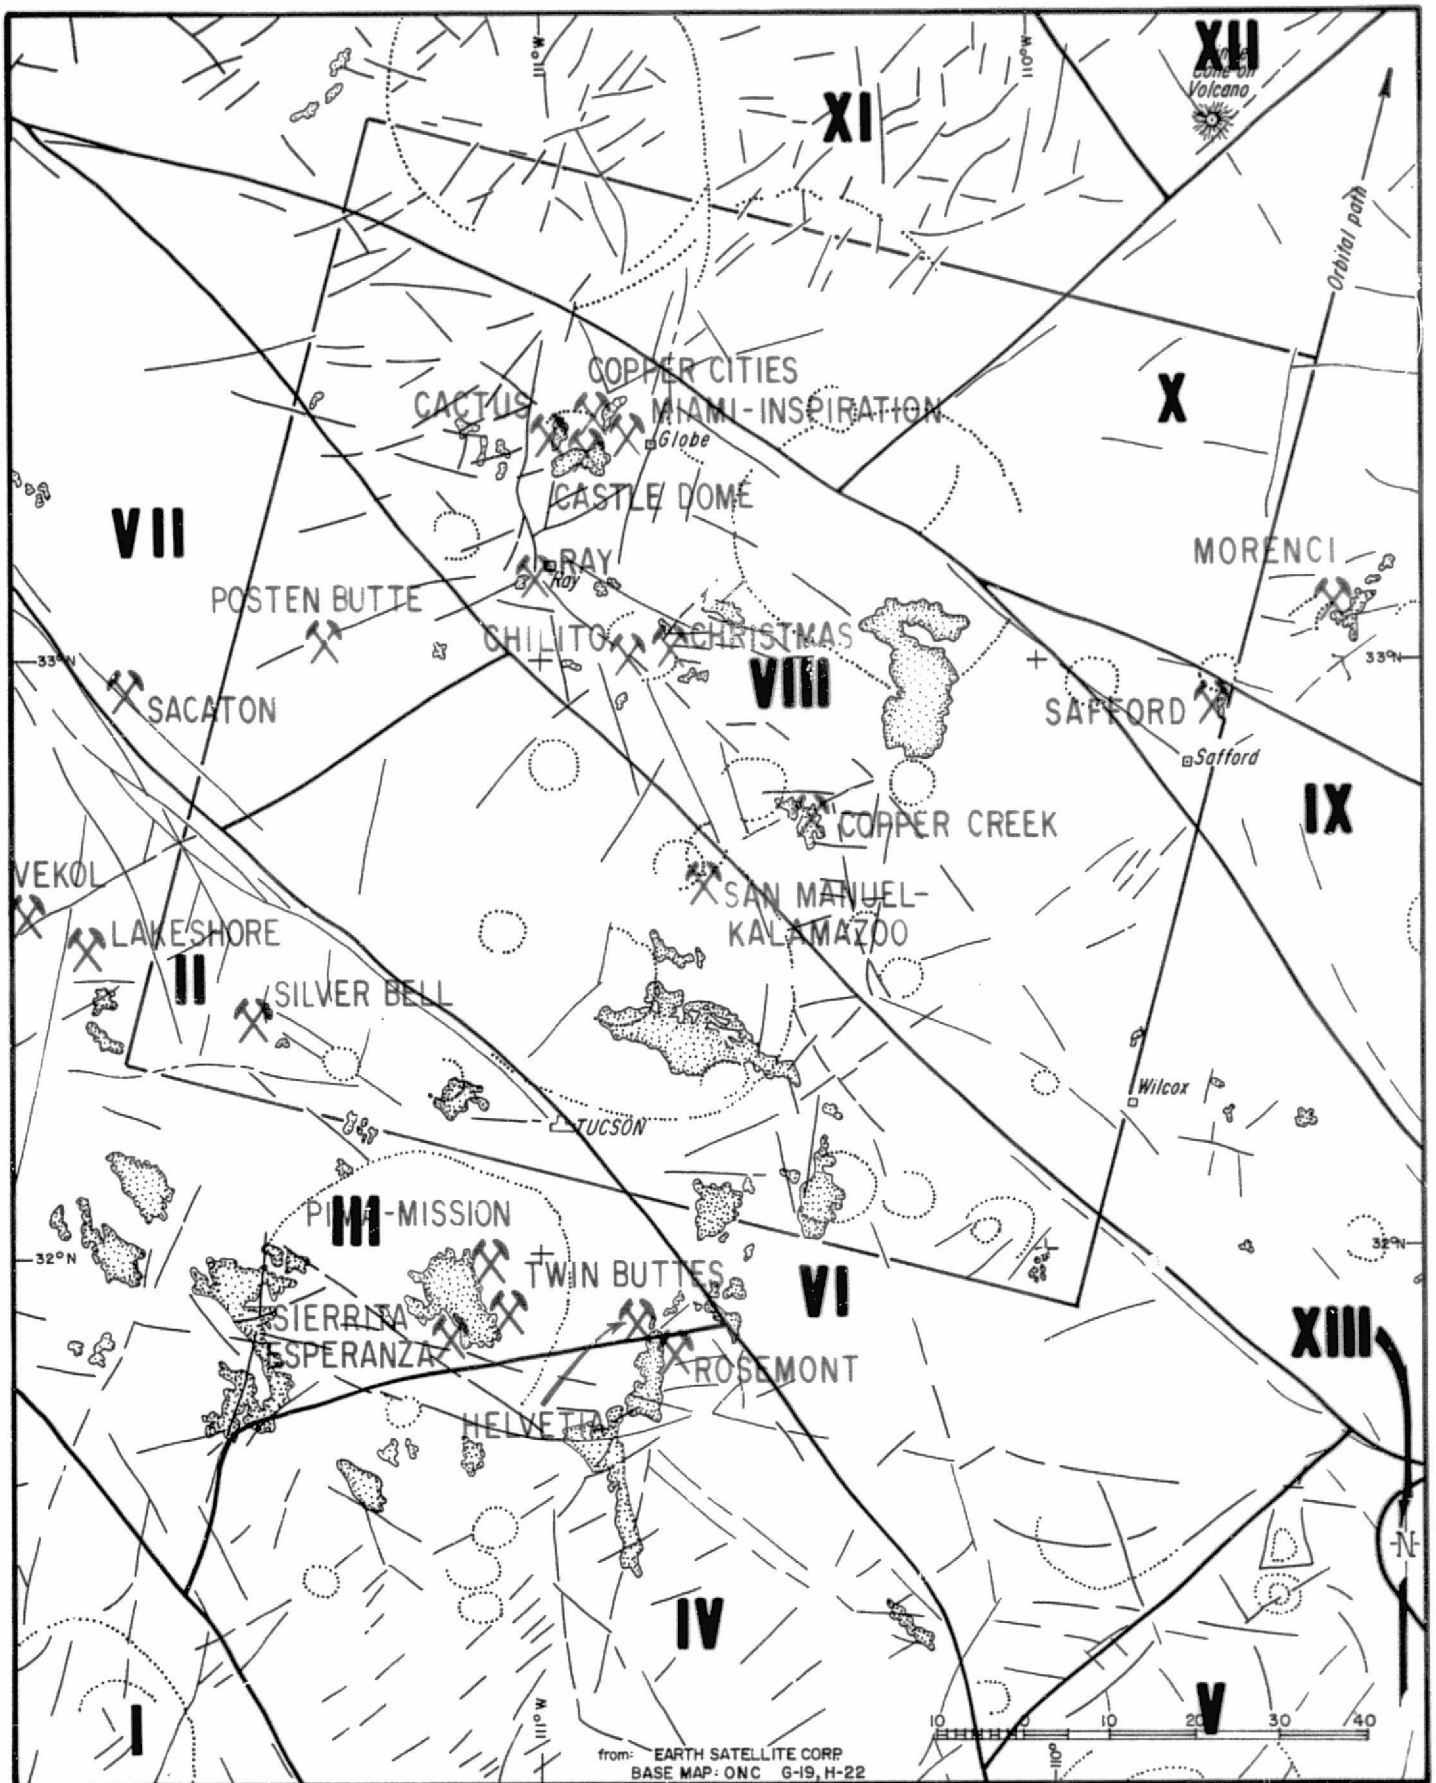 XII
Volcano
111°W
110°W
XI
Orbital path
COPPER CITIES
CACTUS
MIAMI-INSPIRATION
Globe
X
CASTLE DOME
VII
MORENCI
RAY
Ray
POSTEN BUTTE
CHILITO
CHRISTMAS
33°N
33°N
VIII
SACATON
SAFFORD
Safford
IX
COPPER CREEK
VEKOL
SAN MANUEL-
KALAMAZOO
LAKESHORE
II
SILVER BELL
Wilcox
TUCSON
III
PIMA-MISSION
32°N
32°N
TWIN BUTTES
VI
SIERRITA
ESPERANZA
XIII
ROSEMONT
HELVETIA
-N-
IV
I
V
111°W
110°
10 0 10 20 30 40
from: EARTH SATELLITE CORP
BASE MAP: ONC G-19, H-22